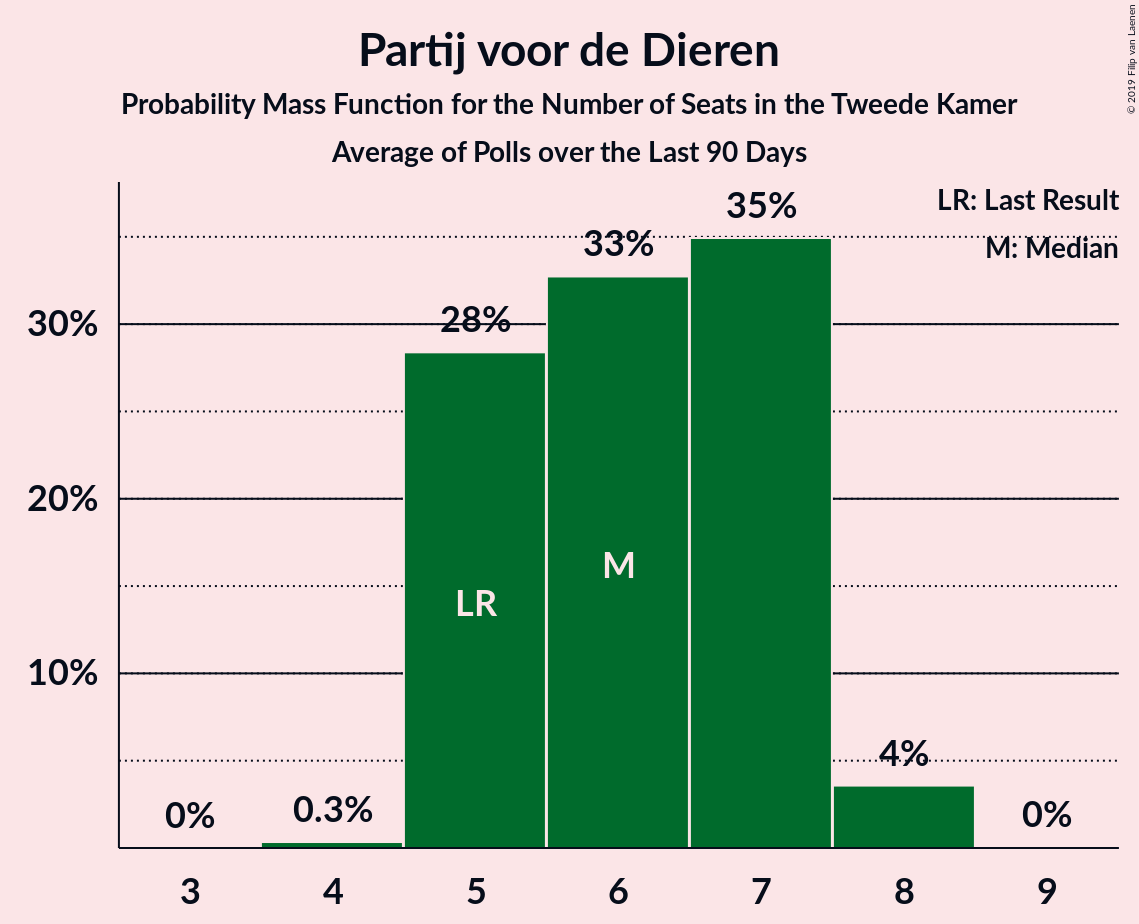 Partij voor de Dieren
Probability Mass Function for the Number of Seats in the Tweede Kamer
Average of Polls over the Last 90 Days
© 2019 Filip van Laenen
LR: Last Result
M: Median
35%
33%
28%
30%
20%
10%
LR
M
4%
0%
0.3%
0%
3 4 5 6 7 8 9